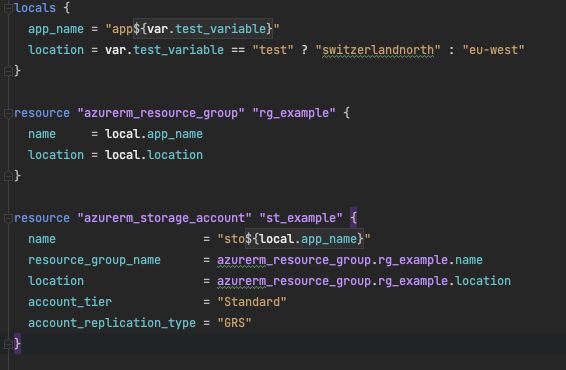 locals {
  app_name = "app${var.test_variable}"
  location = var.test_variable == "test" ? "switzerlandnorth" : "eu-west"
}
resource "azurerm_resource_group" "rg_example" {
  name     = local.app_name
  location = local.location
}
resource "azurerm_storage_account" "st_example" {
  name                     = "sto${local.app_name}"
  resource_group_name      = azurerm_resource_group.rg_example.name
  location                 = azurerm_resource_group.rg_example.location
  account_tier             = "Standard"
  account_replication_type = "GRS"
}